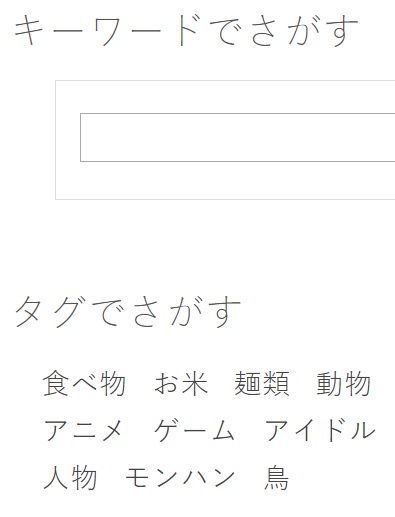 キーワードでさがす
タグでさがす
食べ物 お米 麺類 動物
アニメ ゲーム アイドル
人物 モンハン 鳥